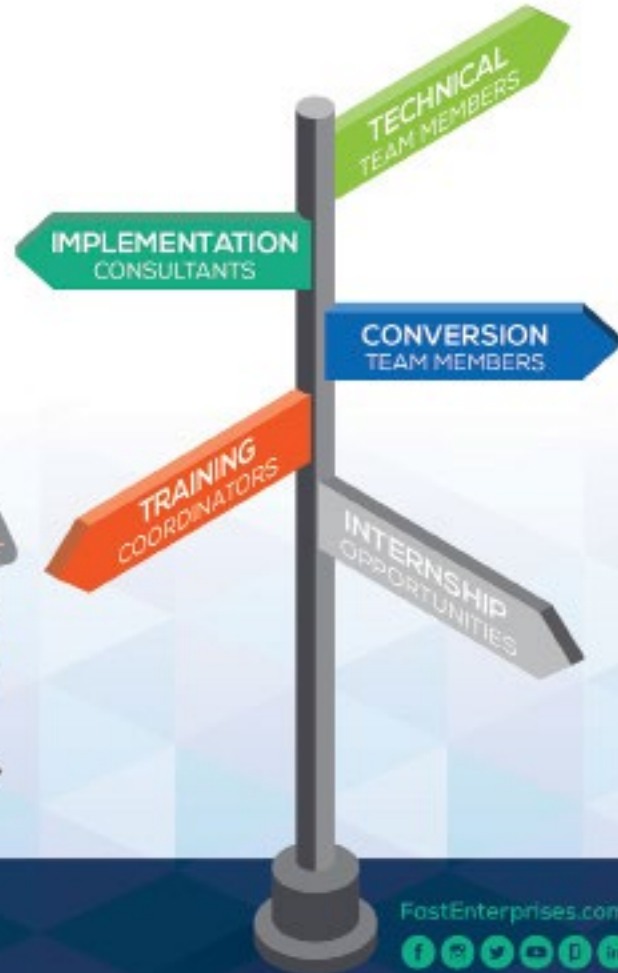 TECHNICAL
TEAM MEMBERS
IMPLEMENTATION
CONSULTANTS
CONVERSION
TEAM MEMBERS
TRAINING
COORDINATORS
INTERNSHIP
OPPORTUNITIES
FastEnterprises.com